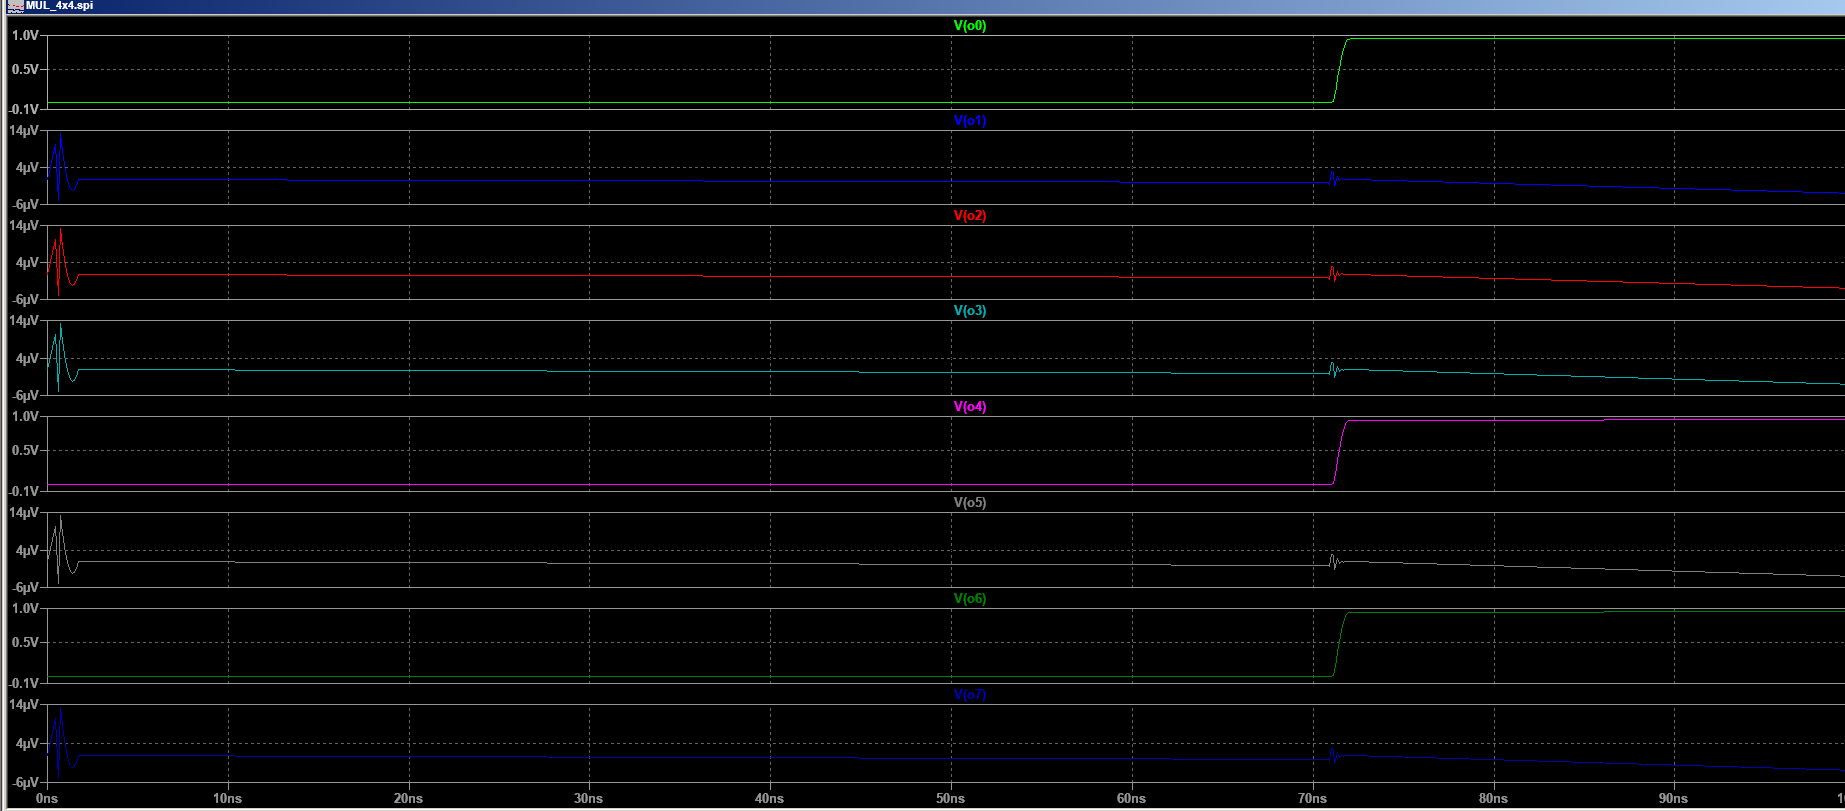 MUL_4x4.spi
V(o0)
1.0V
0.5V
-0.1V
V(o1)
14µV
4µV
-6µV
V(o2)
14µV
4µV
-6µV
V(o3)
14µV
4µV
-6µV
V(o4)
1.0V
0.5V
-0.1V
V(o5)
14µV
4µV
-6µV
V(o6)
1.0V
0.5V
-0.1V
V(o7)
14µV
4µV
-6µV
0ns 10ns 20ns 30ns 40ns 50ns 60ns 70ns 80ns 90ns